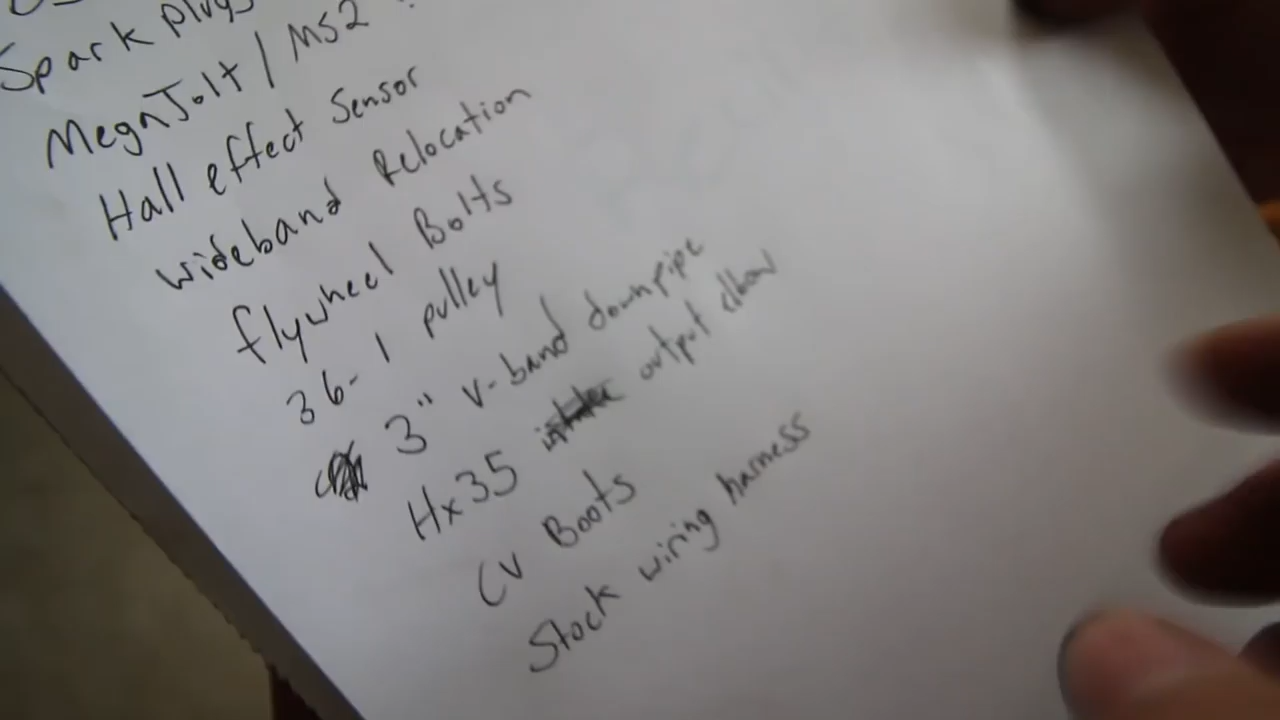 Spark plugs
MegaJolt / MS2
Hall effect Sensor
wideband Relocation
flywheel Bolts
36-1 pulley
3" v-band downpipe
Hx35 output elbow
CV Boots
Stock wiring harness